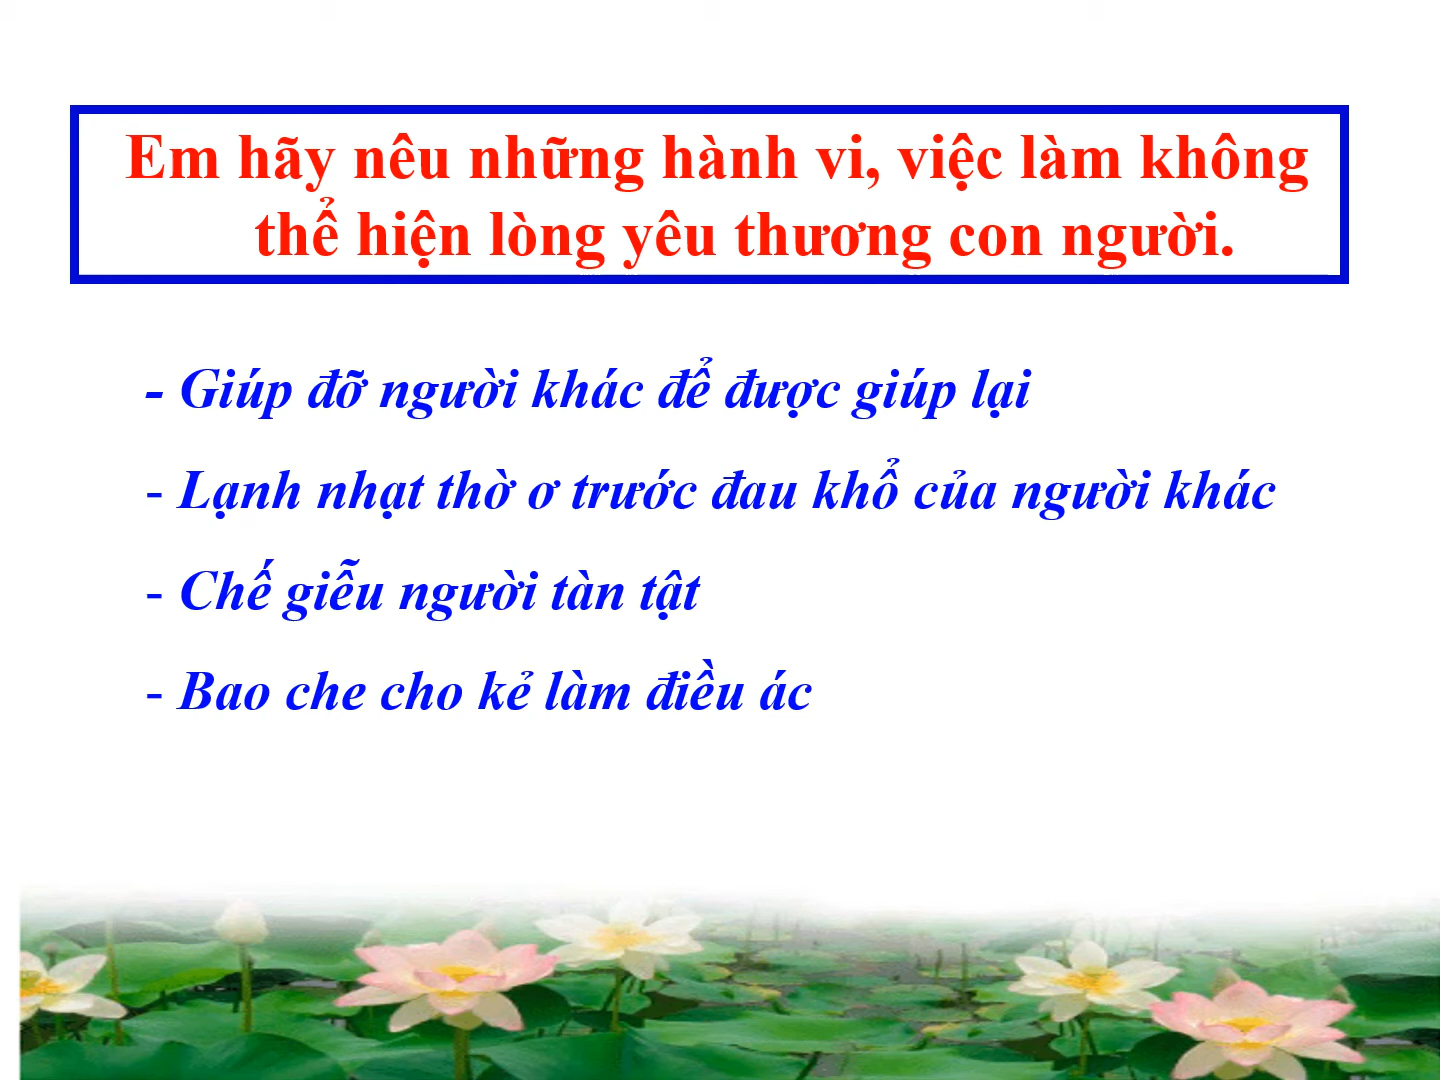 Em hãy nêu những hành vi, việc làm không
thể hiện lòng yêu thương con người.
- Giúp đỡ người khác để được giúp lại
- Lạnh nhạt thờ ơ trước đau khổ của người khác
- Chế giễu người tàn tật
- Bao che cho kẻ làm điều ác